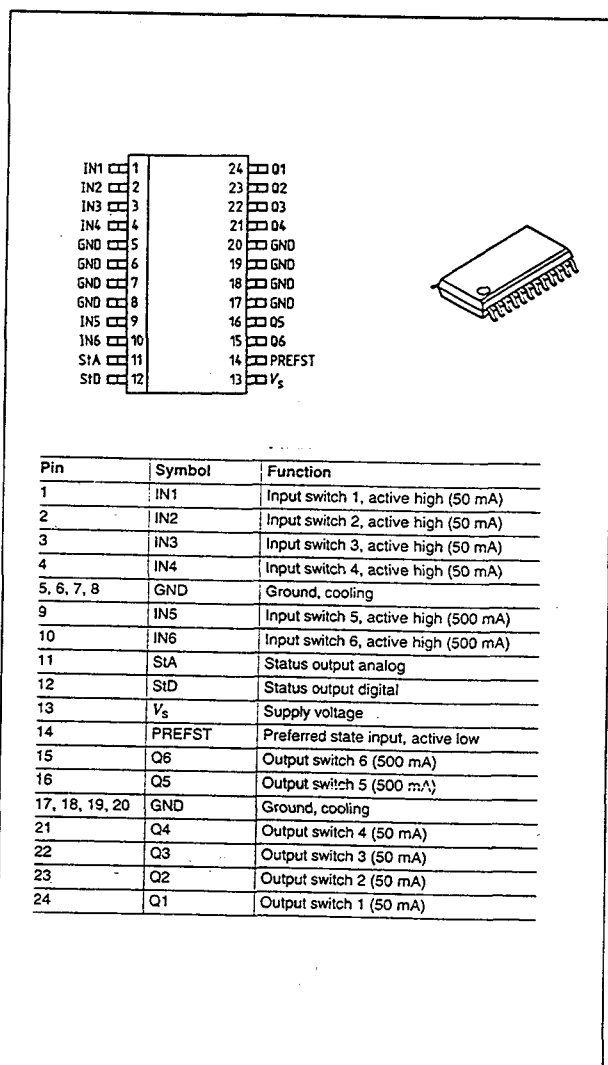 IN1 1 24 Q1
IN2 2 23 Q2
IN3 3 22 Q3
IN4 4 21 Q4
GND 5 20 GND
GND 6 19 GND
GND 7 18 GND
GND 8 17 GND
IN5 9 16 Q5
IN6 10 15 Q6
StA 11 14 PREFST
StD 12 13 VS
Pin Symbol Function
1 IN1 Input switch 1, active high (50 mA)
2 IN2 Input switch 2, active high (50 mA)
3 IN3 Input switch 3, active high (50 mA)
4 IN4 Input switch 4, active high (50 mA)
5, 6, 7, 8 GND Ground, cooling
9 IN5 Input switch 5, active high (500 mA)
10 IN6 Input switch 6, active high (500 mA)
11 StA Status output analog
12 StD Status output digital
13 VS Supply voltage
14 PREFST Preferred state input, active low
15 Q6 Output switch 6 (500 mA)
16 Q5 Output switch 5 (500 mA)
17, 18, 19, 20 GND Ground, cooling
21 Q4 Output switch 4 (50 mA)
22 Q3 Output switch 3 (50 mA)
23 Q2 Output switch 2 (50 mA)
24 Q1 Output switch 1 (50 mA)